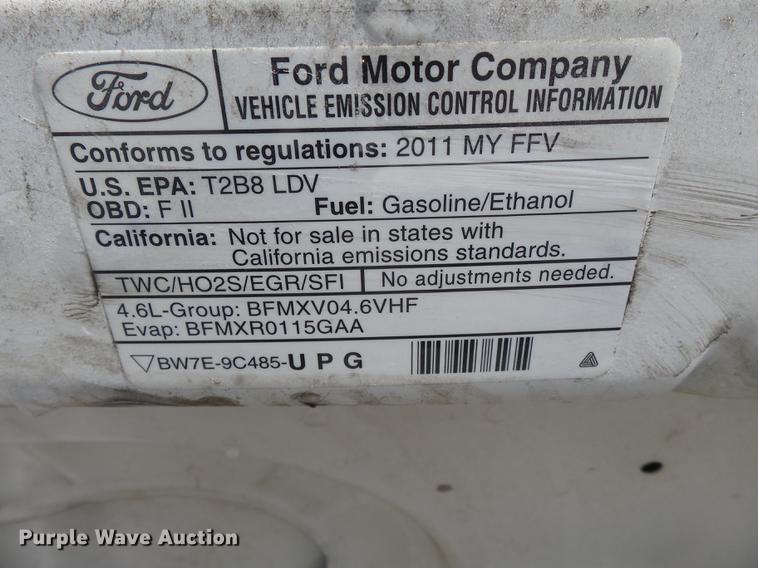 Ford
Ford Motor Company
VEHICLE EMISSION CONTROL INFORMATION
Conforms to regulations: 2011 MY FFV
U.S. EPA: T2B8 LDV
OBD: F II Fuel: Gasoline/Ethanol
California: Not for sale in states with
California emissions standards.
TWC/HO2S/EGR/SFI No adjustments needed.
4.6L-Group: BFMXV04.6VHF
Evap: BFMXR0115GAA
BW7E-9C485-U P G
Purple Wave Auction